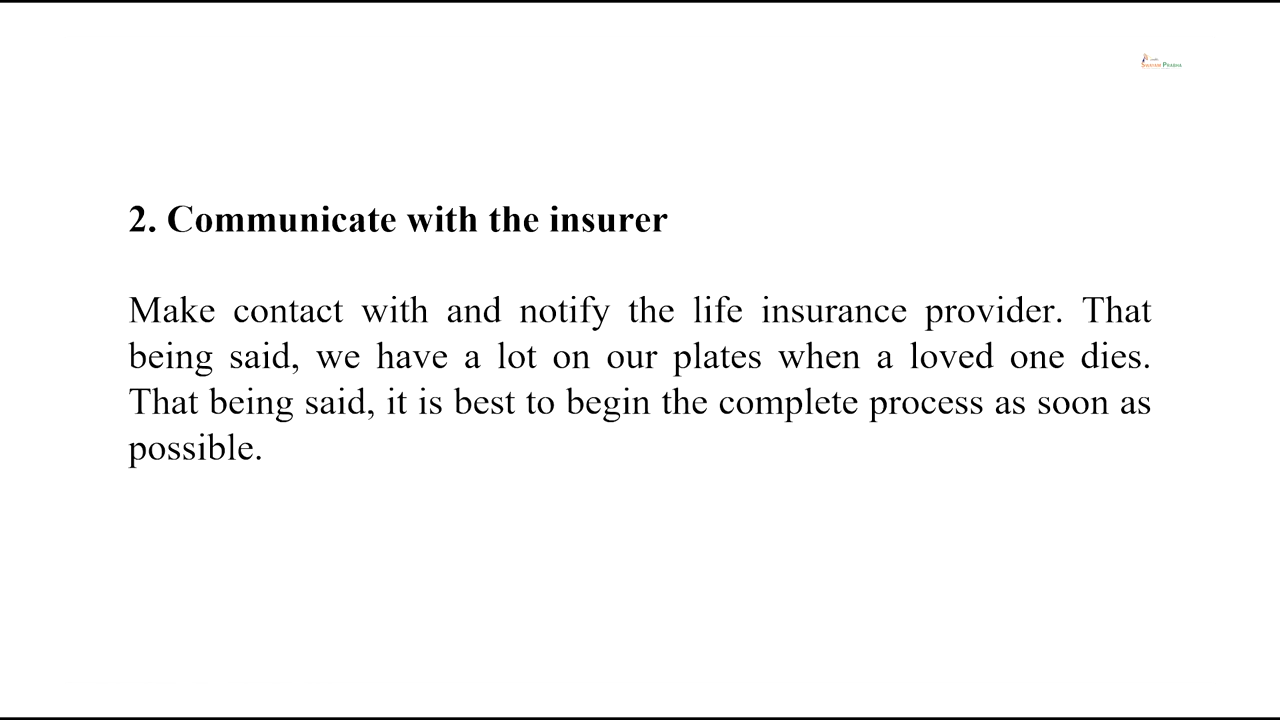 SWAYAM PRABHA
2. Communicate with the insurer
Make contact with and notify the life insurance provider. That
being said, we have a lot on our plates when a loved one dies.
That being said, it is best to begin the complete process as soon as
possible.